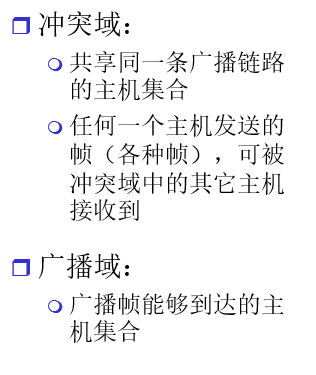 冲突域：
共享同一条广播链路
的主机集合
任何一个主机发送的
帧（各种帧），可被
冲突域中的其它主机
接收到
广播域：
广播帧能够到达的主
机集合